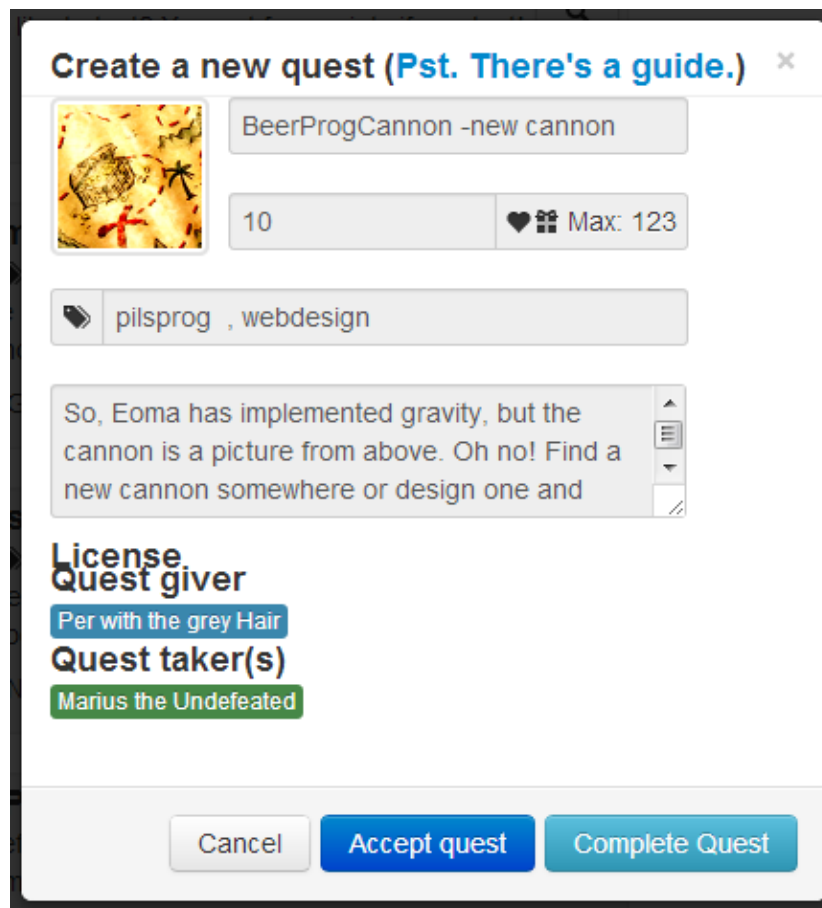 Create a new quest (Pst. There's a guide.) ×
BeerProgCannon -new cannon
10
Max: 123
pilsprog , webdesign
So, Eoma has implemented gravity, but the
cannon is a picture from above. Oh no! Find a
new cannon somewhere or design one and
License
Quest giver
Per with the grey Hair
Quest taker(s)
Marius the Undefeated
Cancel
Accept quest
Complete Quest